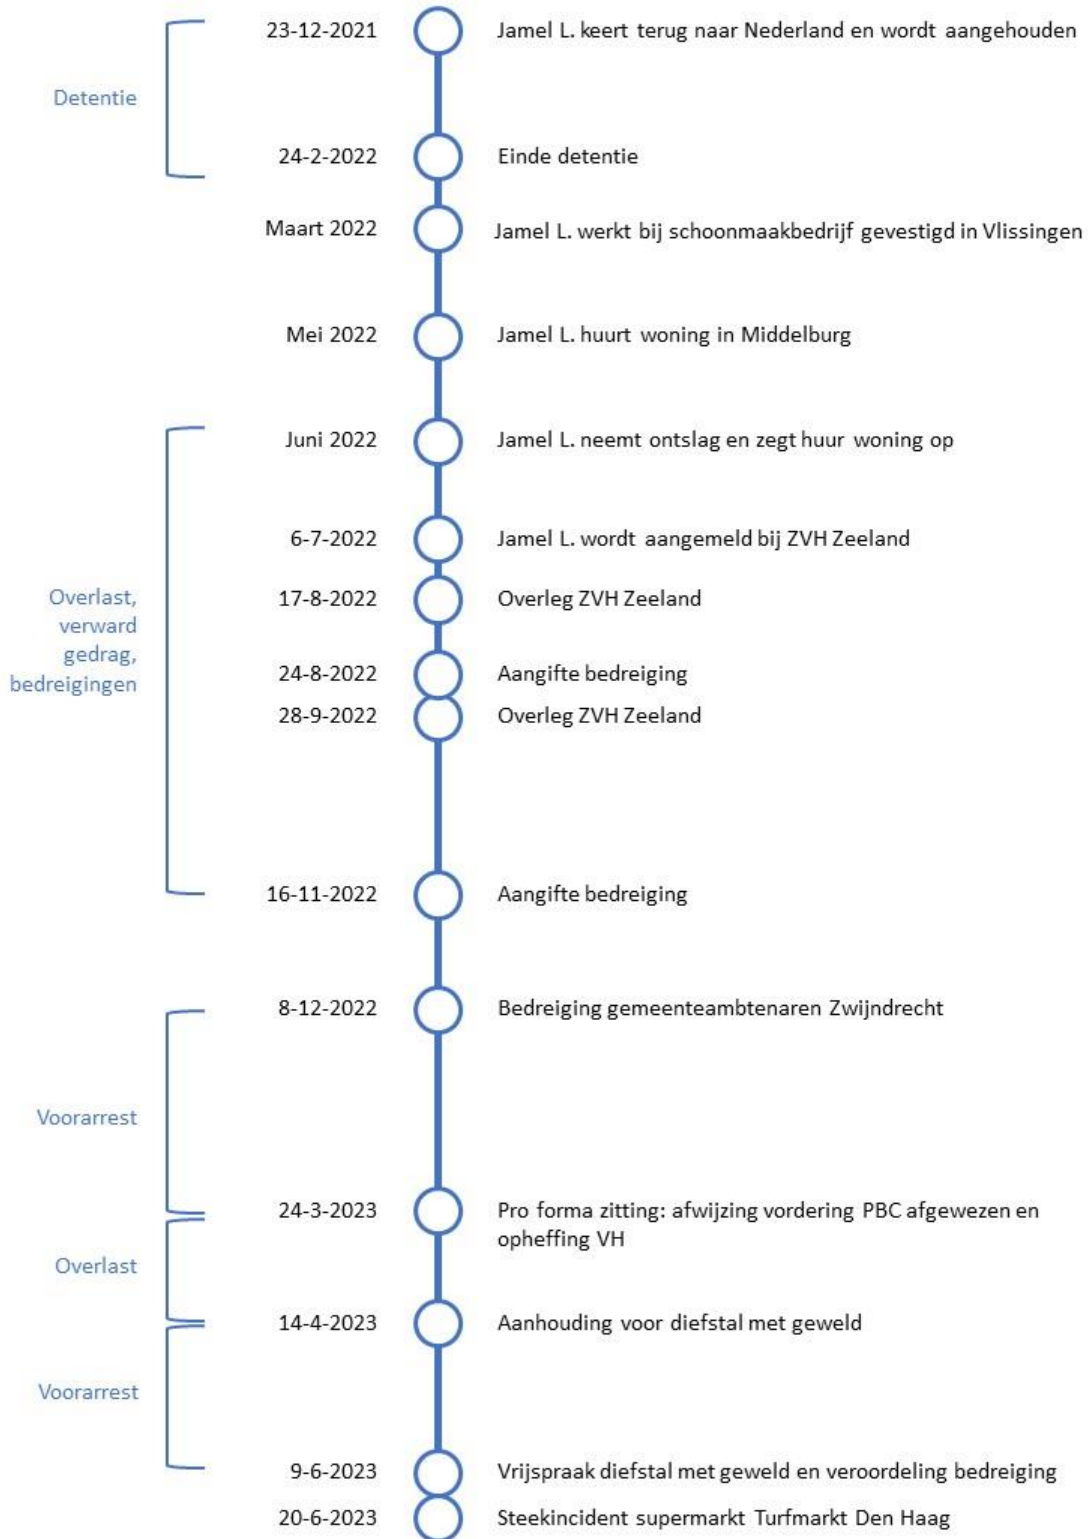 23-12-2021 Jamel L. keert terug naar Nederland en wordt aangehouden
Detentie
24-2-2022 Einde detentie
Maart 2022 Jamel L. werkt bij schoonmaakbedrijf gevestigd in Vlissingen
Mei 2022 Jamel L. huurt woning in Middelburg
Juni 2022 Jamel L. neemt ontslag en zegt huur woning op
6-7-2022 Jamel L. wordt aangemeld bij ZVH Zeeland
Overlast,
verward
gedrag,
bedreigingen
17-8-2022 Overleg ZVH Zeeland
24-8-2022 Aangifte bedreiging
28-9-2022 Overleg ZVH Zeeland
16-11-2022 Aangifte bedreiging
8-12-2022 Bedreiging gemeenteambtenaren Zwijndrecht
Voorarrest
24-3-2023 Pro forma zitting: afwijzing vordering PBC afgewezen en
opheffing VH
Overlast
14-4-2023 Aanhouding voor diefstal met geweld
Voorarrest
9-6-2023 Vrijspraak diefstal met geweld en veroordeling bedreiging
20-6-2023 Steekincident supermarkt Turfmarkt Den Haag